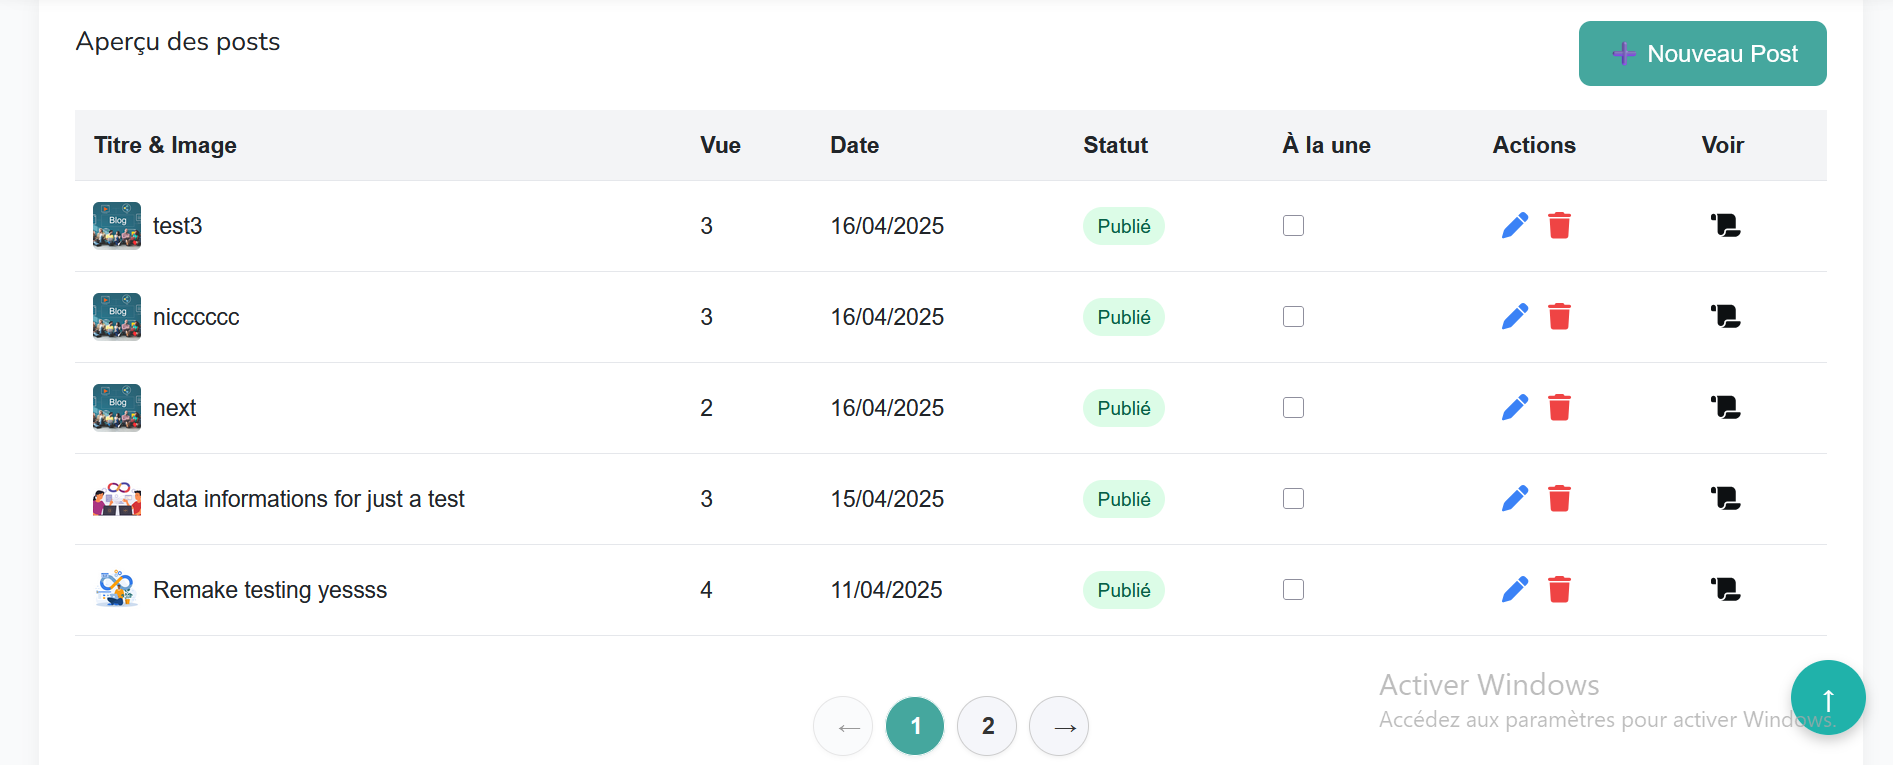 Aperçu des posts
Nouveau Post
Titre & Image Vue Date Statut À la une Actions Voir
Blog test3 3 16/04/2025 Publié
Blog nicccccc 3 16/04/2025 Publié
Blog next 2 16/04/2025 Publié
data informations for just a test 3 15/04/2025 Publié
Remake testing yessss 4 11/04/2025 Publié
← 1 2 →
Activer Windows
Accédez aux paramètres pour activer Windows.
↑